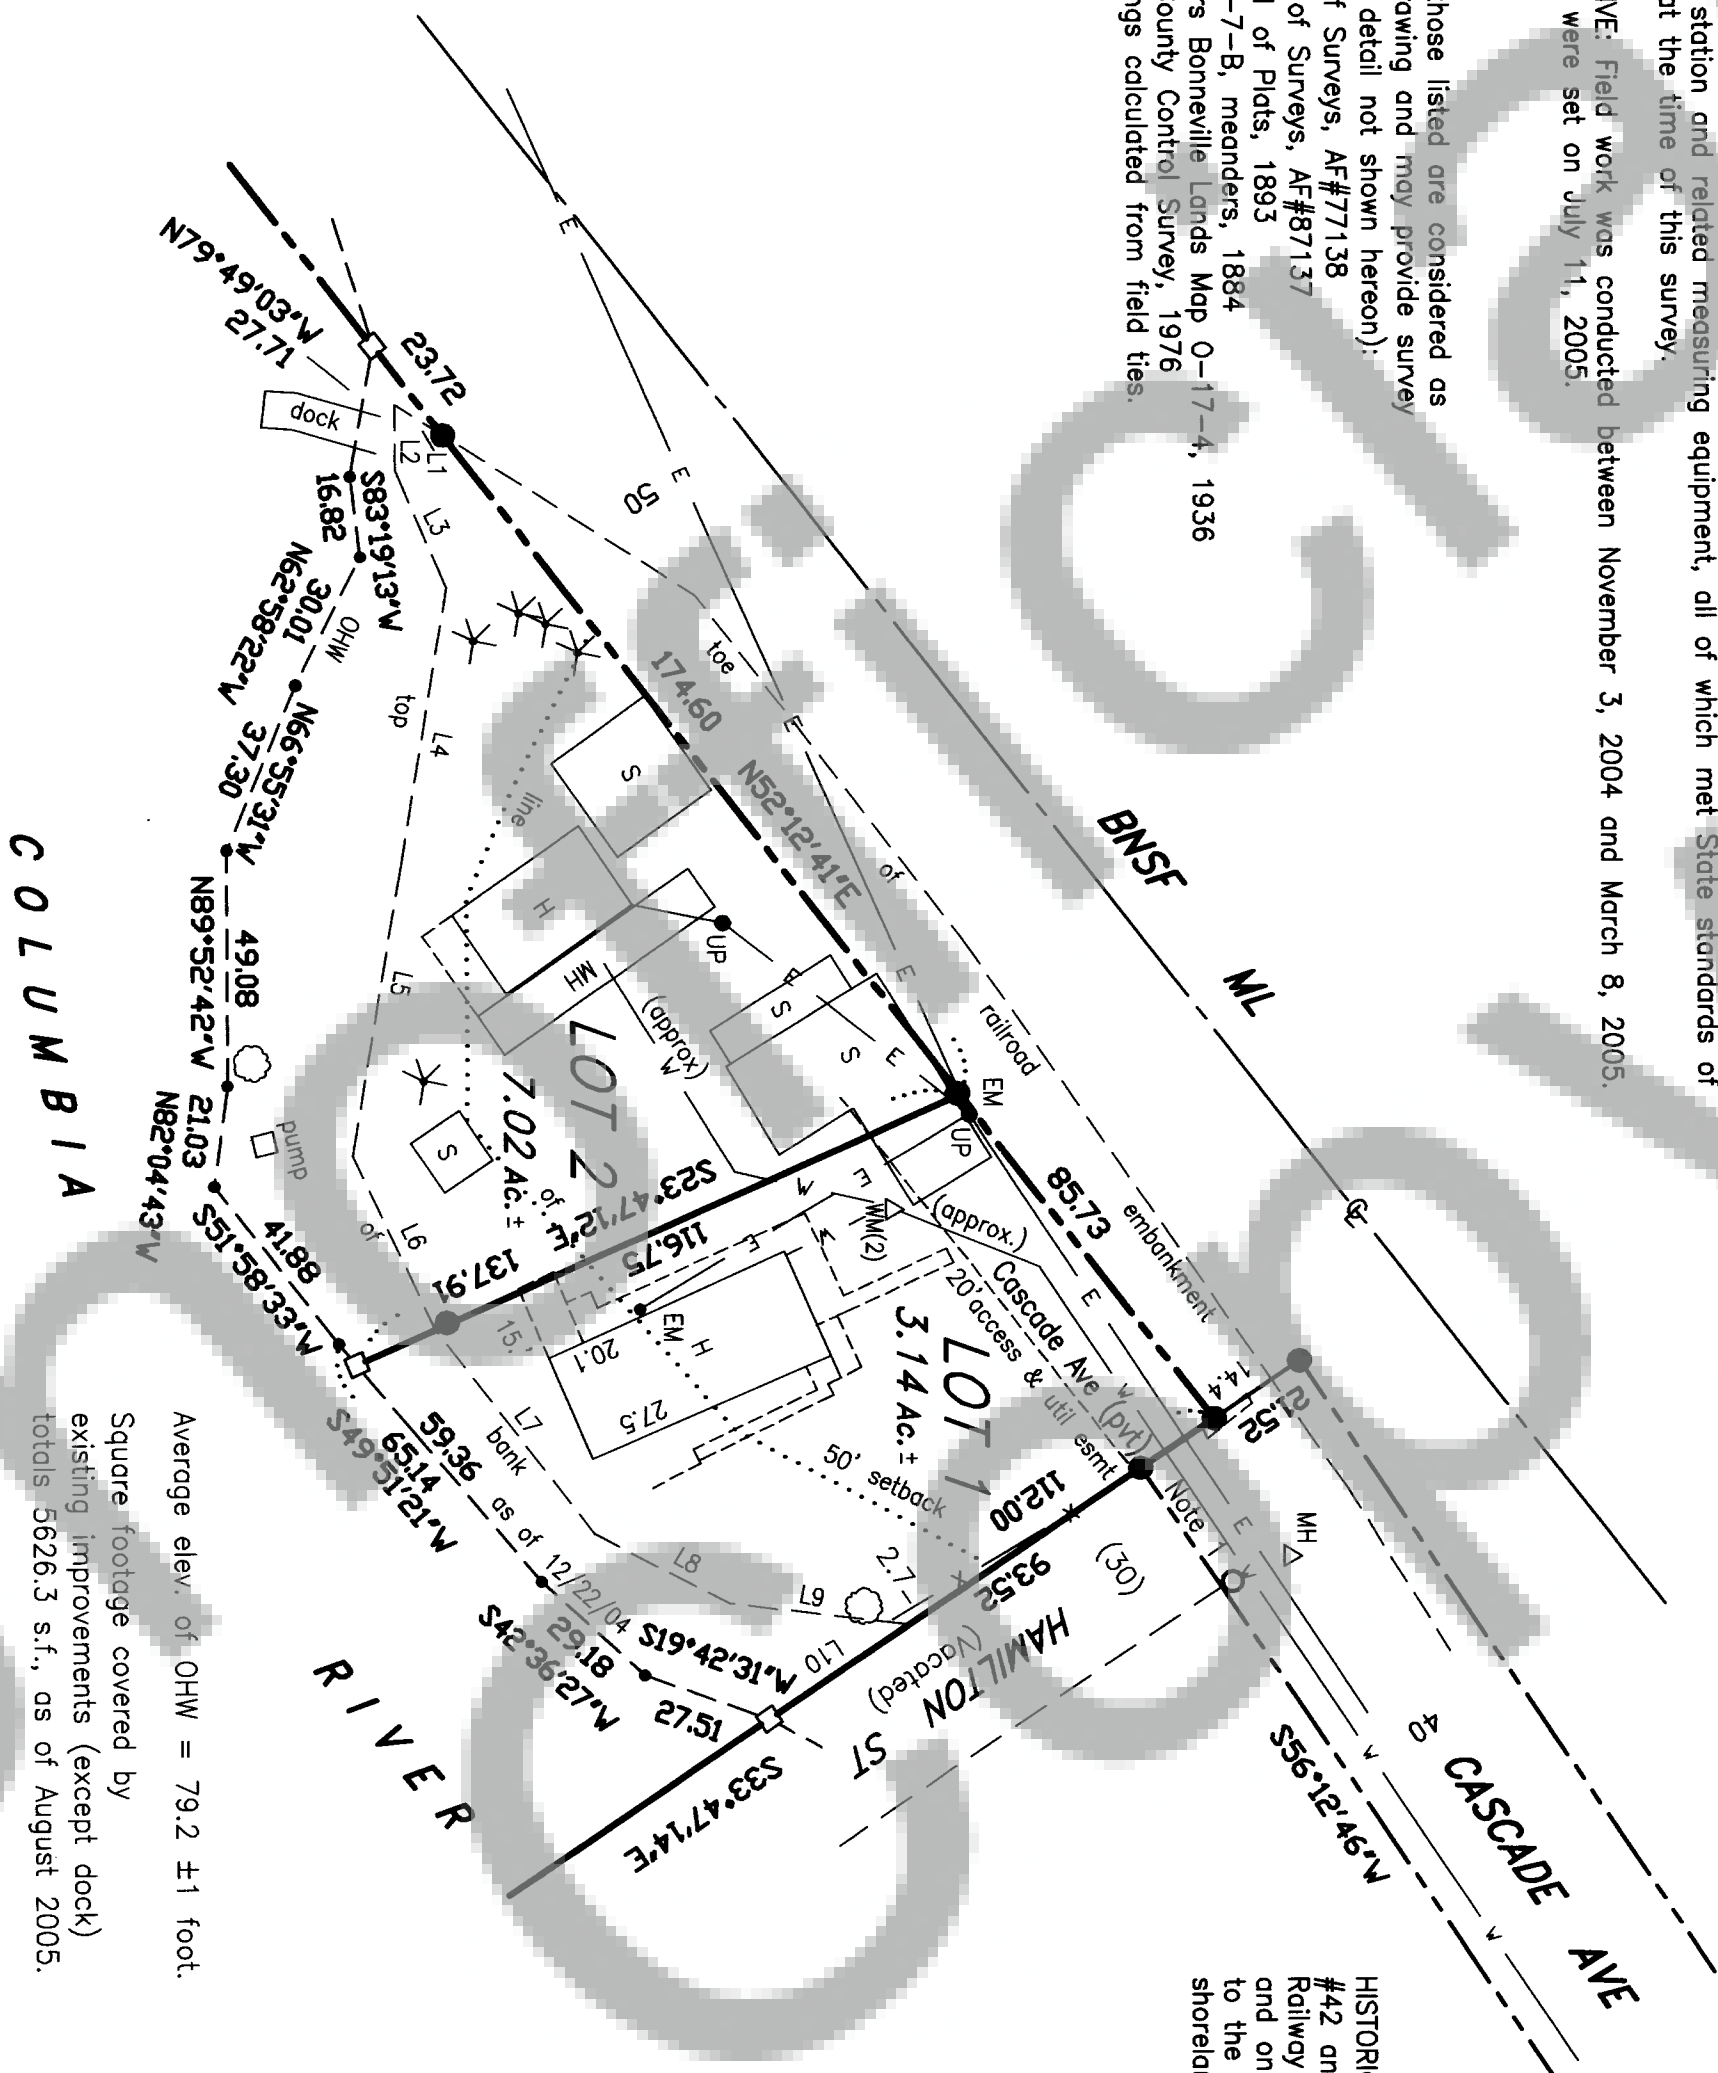 station and related measuring equipment, all of which met State standards of
at the time of this survey.
Field work was conducted between November 3, 2004 and March 8, 2005.
were set on July 11, 2005.
those listed are considered as
and may provide survey
detail not shown hereon):
Surveys, AF#77138
of Surveys, AF#87137
of Plats, 1893
-7-B, meanders, 1884
Bonneville Lands Map O-17-4, 1936
County Control Survey, 1976
calculated from field ties.
BNSF
ML
CASCADE
AVE
40
S56°12'46"W
50
toe
of
railroad
embankment
E
E
E
E
E
23.72
174.60
N52°12'41"E
85.73
14.4
21.52
N79°49'03"W
27.71
dock
L1
L2
L3
L4
L5
L6
L7
L8
L9
L10
S83°19'13"W
16.82
OHW
30.01
N62°58'22"W
N66°55'31"W
37.30
49.08
N89°52'42"W
21.03
N82°04'43"W
41.88
S51°58'33"W
59.36
65.14
S49°51'21"W
as of 12/22/04
29.18
S42°36'27"W
S19°42'31"W
27.51
S33°47'14"E
top
of
bank
line
of
50' setback
S
H
MH
UP
S
S
S
(approx)
W
E
E
LOT 2
7.02 Ac.±
pump
S23°47'12"E
116.75
137.91
EM
UP
WM(2)
(approx.)
Cascade Ave (pvt)
20' access & util esmt
LOT 1
3.14 Ac.±
EM
H
20.1
27.5
15.
112.00
93.52
2.7
(30)
Note 1
MH
HAMILTON ST
(Vacated)
COLUMBIA
RIVER
Average elev. of OHW = 79.2 ±1 foot.
Square footage covered by
existing improvements (except dock)
totals 5626.3 s.f., as of August 2005.
#42
Railway
and on
to the